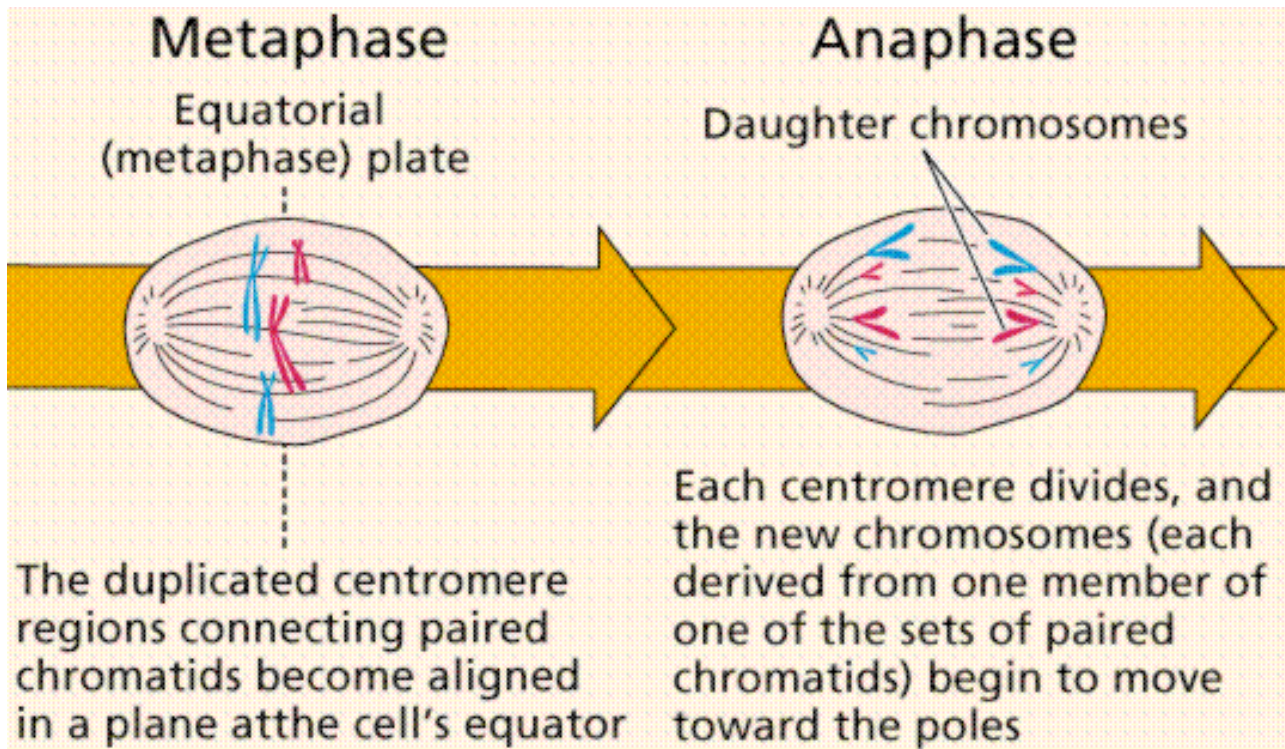 Metaphase
Equatorial
(metaphase) plate
The duplicated centromere
regions connecting paired
chromatids become aligned
in a plane atthe cell's equator
Anaphase
Daughter chromosomes
Each centromere divides, and
the new chromosomes (each
derived from one member of
one of the sets of paired
chromatids) begin to move
toward the poles